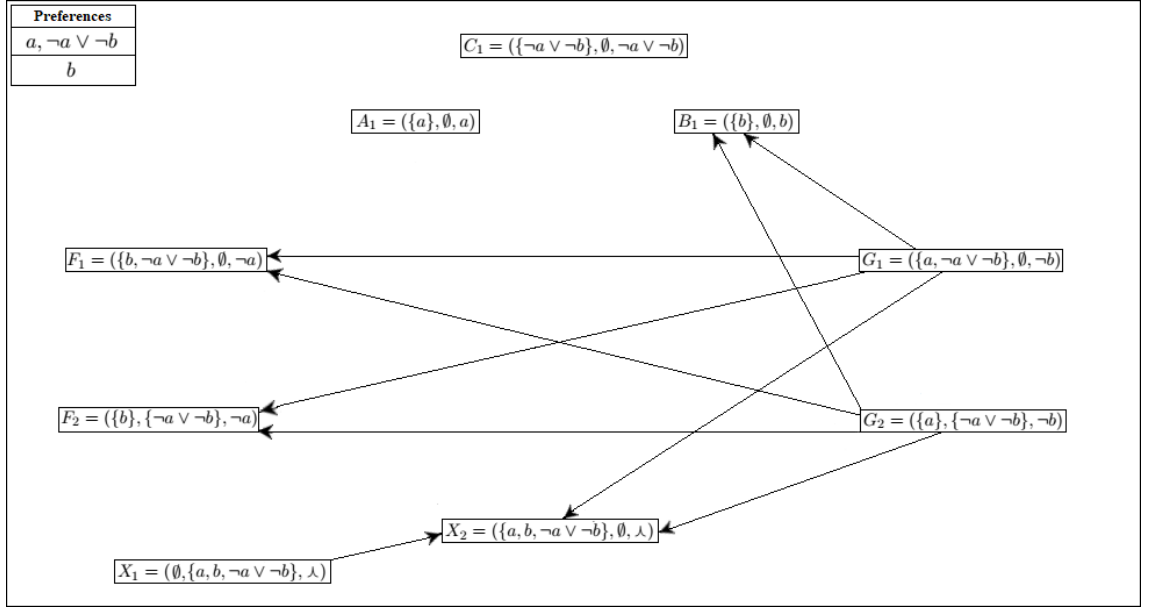 Preferences
a, ¬a ∨ ¬b
b
C₁ = ({¬a ∨ ¬b}, ∅, ¬a ∨ ¬b)
A₁ = ({a}, ∅, a)
B₁ = ({b}, ∅, b)
F₁ = ({b, ¬a ∨ ¬b}, ∅, ¬a)
G₁ = ({a, ¬a ∨ ¬b}, ∅, ¬b)
F₂ = ({b}, {¬a ∨ ¬b}, ¬a)
G₂ = ({a}, {¬a ∨ ¬b}, ¬b)
X₂ = ({a, b, ¬a ∨ ¬b}, ∅, ⋏)
X₁ = (∅, {a, b, ¬a ∨ ¬b}, ⋏)